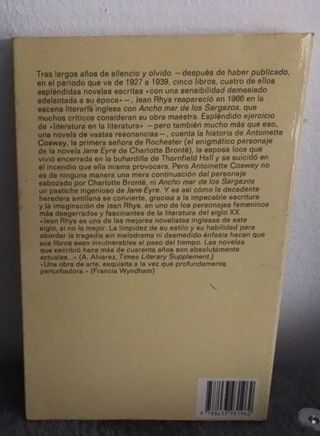 Tras largos años de silencio y olvido —después de haber publicado,
en el período que va de 1927 a 1939, cinco libros, cuatro de ellos
espléndidas novelas escritas «con una sensibilidad demasiado
adelantada a su época»—, Jean Rhys reapareció en 1966 en la
escena literaria inglesa con Ancho mar de los Sargazos, que
muchos críticos consideran su obra maestra. Espléndido ejercicio
de «literatura en la literatura» —pero también mucho más que eso,
una novela de vastas resonancias—, cuenta la historia de Antoinette
Cosway, la primera señora de Rochester (el enigmático personaje
de la novela Jane Eyre de Charlotte Brontë), la esposa loca que
vivió encerrada en la buhardilla de Thornfield Hall y se suicidó en
el incendio que ella misma provocara. Pero Antoinette Cosway no
es de ninguna manera una mera continuación del personaje
esbozado por Charlotte Brontë, ni Ancho mar de los Sargazos
un pastiche ingenioso de Jane Eyre. Y es así cómo la decadente
heredera antillana se convierte, gracias a la impecable escritura
y la imaginación de Jean Rhys, en uno de los personajes femeninos
más desgarrados y fascinantes de la literatura del siglo XX.
«Jean Rhys es una de las mejores novelistas inglesas de este
siglo, si no la mejor. La limpidez de su estilo y su habilidad para
abordar la tragedia sin melodrama ni desmedido énfasis hacen que
sus libros sean invulnerables al paso del tiempo. Las novelas
que escribió hace más de cuarenta años son absolutamente
actuales...» (A. Alvarez, Times Literary Supplement.)
«Una obra de arte, exquisita a la vez que profundamente
perturbadora.» (Francis Wyndham)